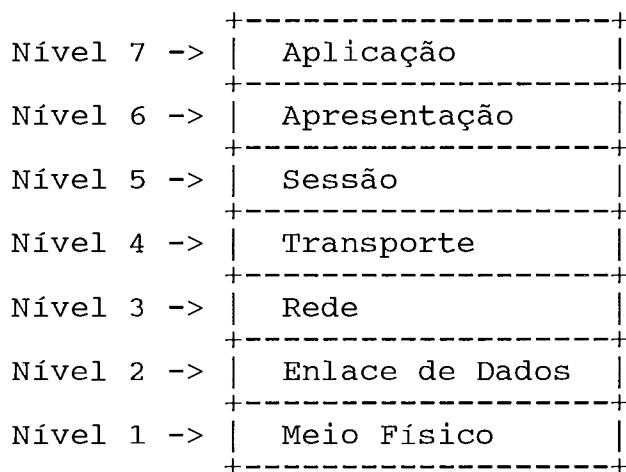 +------------------+
Nível 7 -> |  Aplicação       |
+------------------+
Nível 6 -> |  Apresentação    |
+------------------+
Nível 5 -> |  Sessão          |
+------------------+
Nível 4 -> |  Transporte      |
+------------------+
Nível 3 -> |  Rede            |
+------------------+
Nível 2 -> |  Enlace de Dados |
+------------------+
Nível 1 -> |  Meio Físico     |
+------------------+